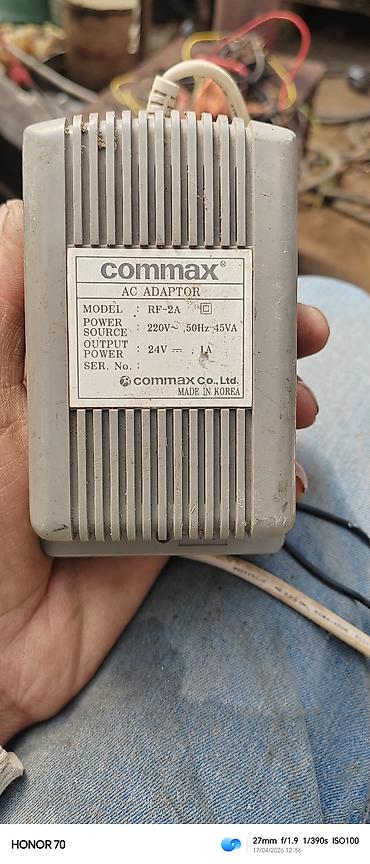 commax®
AC ADAPTOR
MODEL : RF-2A
POWER SOURCE : 220V~ 50Hz 45VA
OUTPUT POWER : 24V ⎓ 1A
SER. No. :
commax Co., Ltd.
MADE IN KOREA
HONOR 70
27mm f/1.9 1/390s ISO100
17/04/2026 12:56